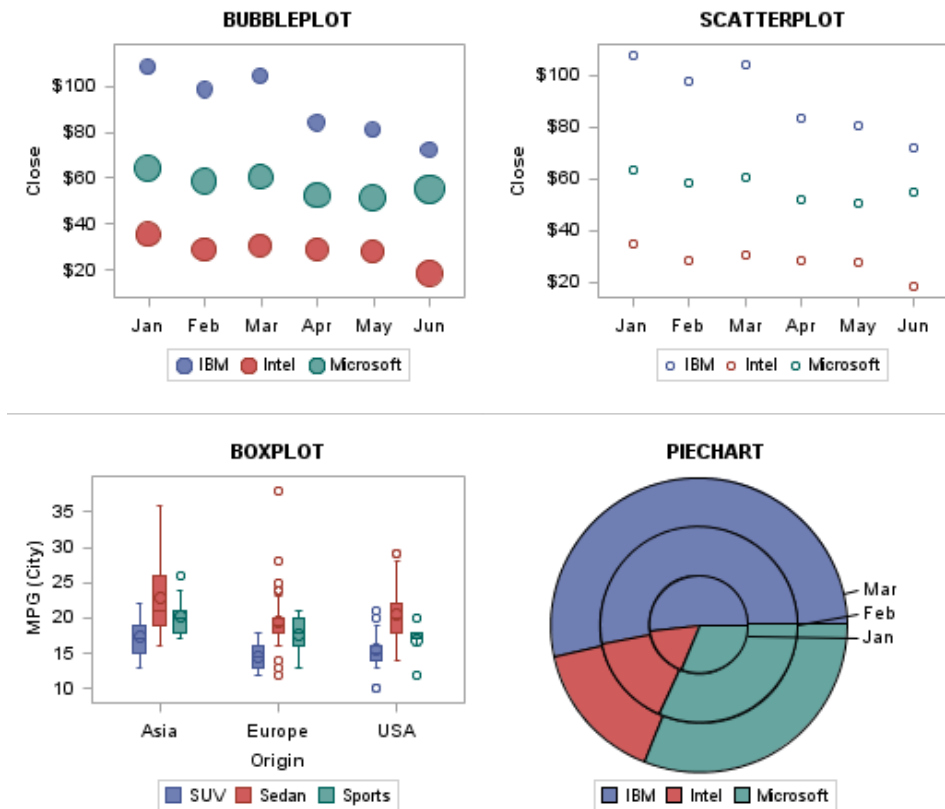 BUBBLEPLOT
Close
$100
$80
$60
$40
$20
Jan Feb Mar Apr May Jun
IBM Intel Microsoft
SCATTERPLOT
Close
$100
$80
$60
$40
$20
Jan Feb Mar Apr May Jun
IBM Intel Microsoft
BOXPLOT
MPG (City)
35
30
25
20
15
10
Asia Europe USA
Origin
SUV Sedan Sports
PIECHART
Mar
Feb
Jan
IBM Intel Microsoft